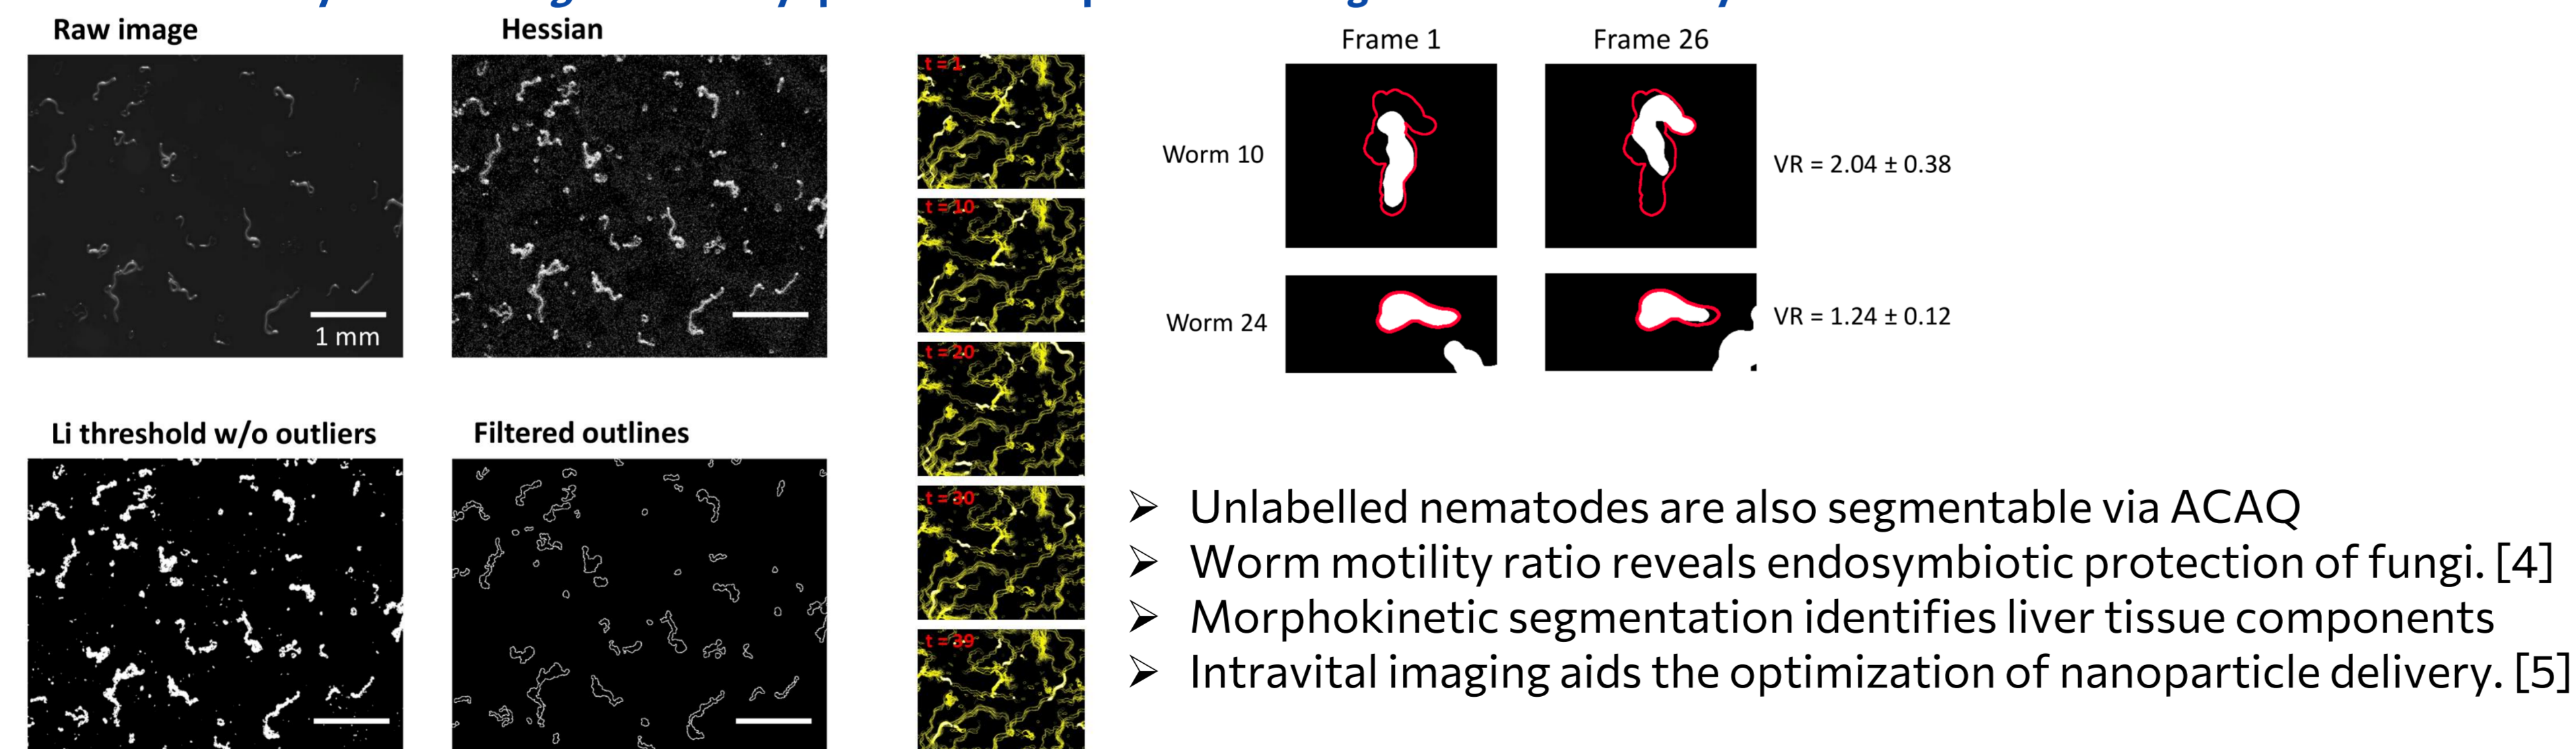 Raw image
Hessian
1 mm
Li threshold w/o outliers
Filtered outlines
t = 1
t = 10
t = 20
t = 30
t = 39
Frame 1
Frame 26
Worm 10
VR = 2.04 ± 0.38
Worm 24
VR = 1.24 ± 0.12
➢ Unlabelled nematodes are also segmentable via ACAQ
➢ Worm motility ratio reveals endosymbiotic protection of fungi. [4]
➢ Morphokinetic segmentation identifies liver tissue components
➢ Intravital imaging aids the optimization of nanoparticle delivery. [5]